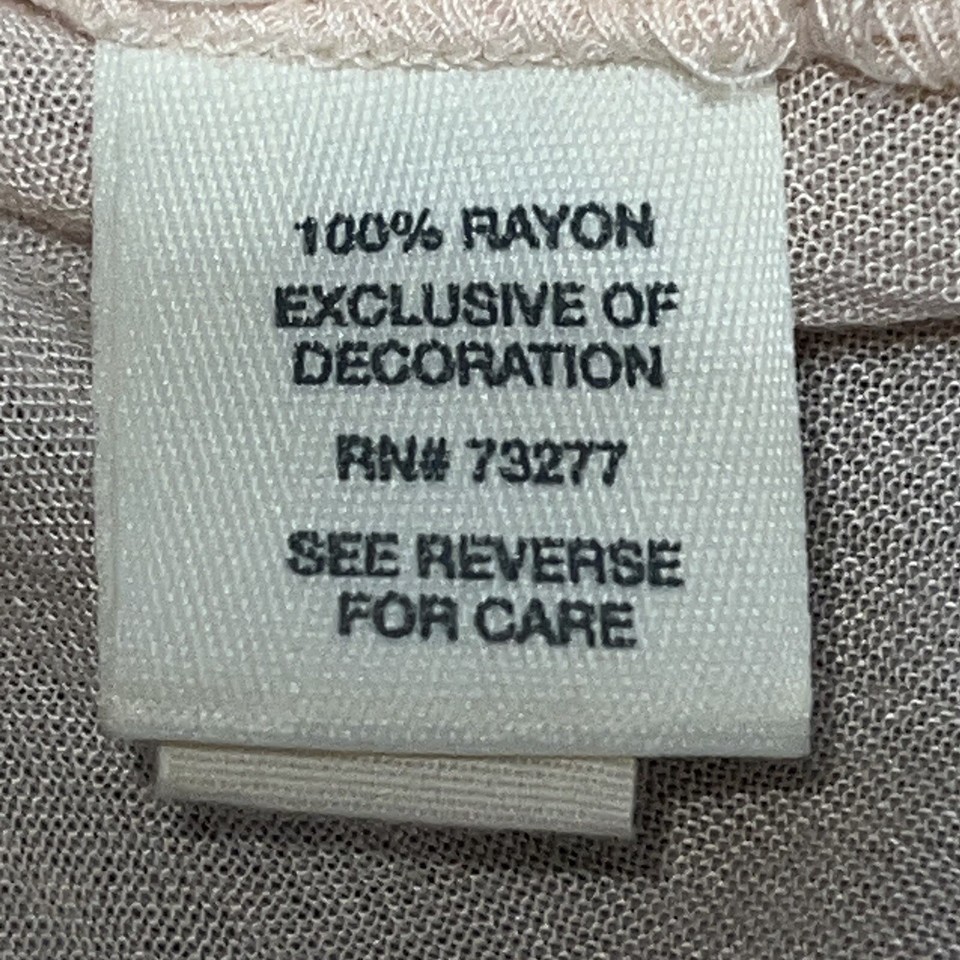 100% RAYON
EXCLUSIVE OF
DECORATION
RN# 73277
SEE REVERSE
FOR CARE